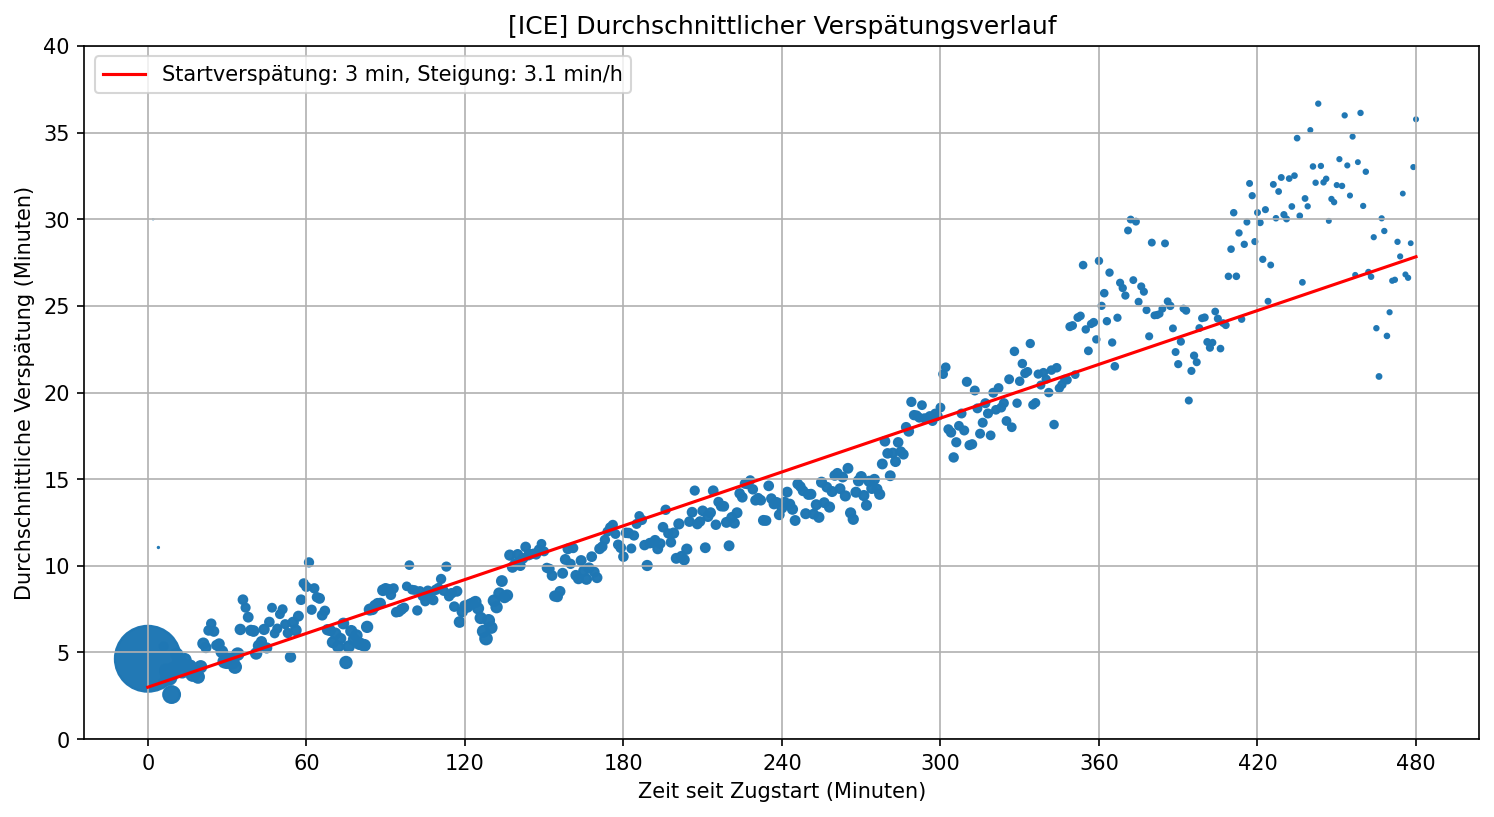 [ICE] Durchschnittlicher Verspätungsverlauf
Startverspätung: 3 min, Steigung: 3.1 min/h
Durchschnittliche Verspätung (Minuten)
40
35
30
25
20
15
10
5
0
0 60 120 180 240 300 360 420 480
Zeit seit Zugstart (Minuten)